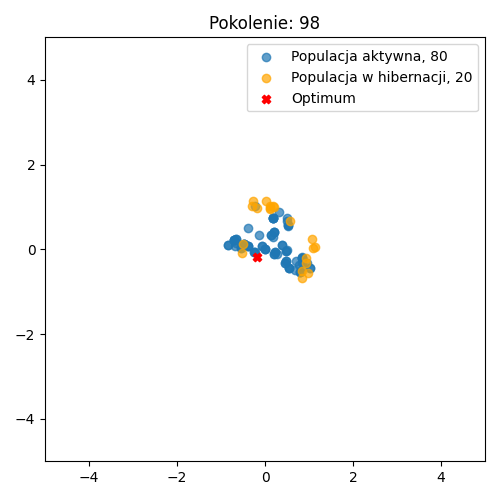 Pokolenie: 98
Populacja aktywna, 80
Populacja w hibernacji, 20
Optimum
4
2
0
−2
−4
−4 −2 0 2 4